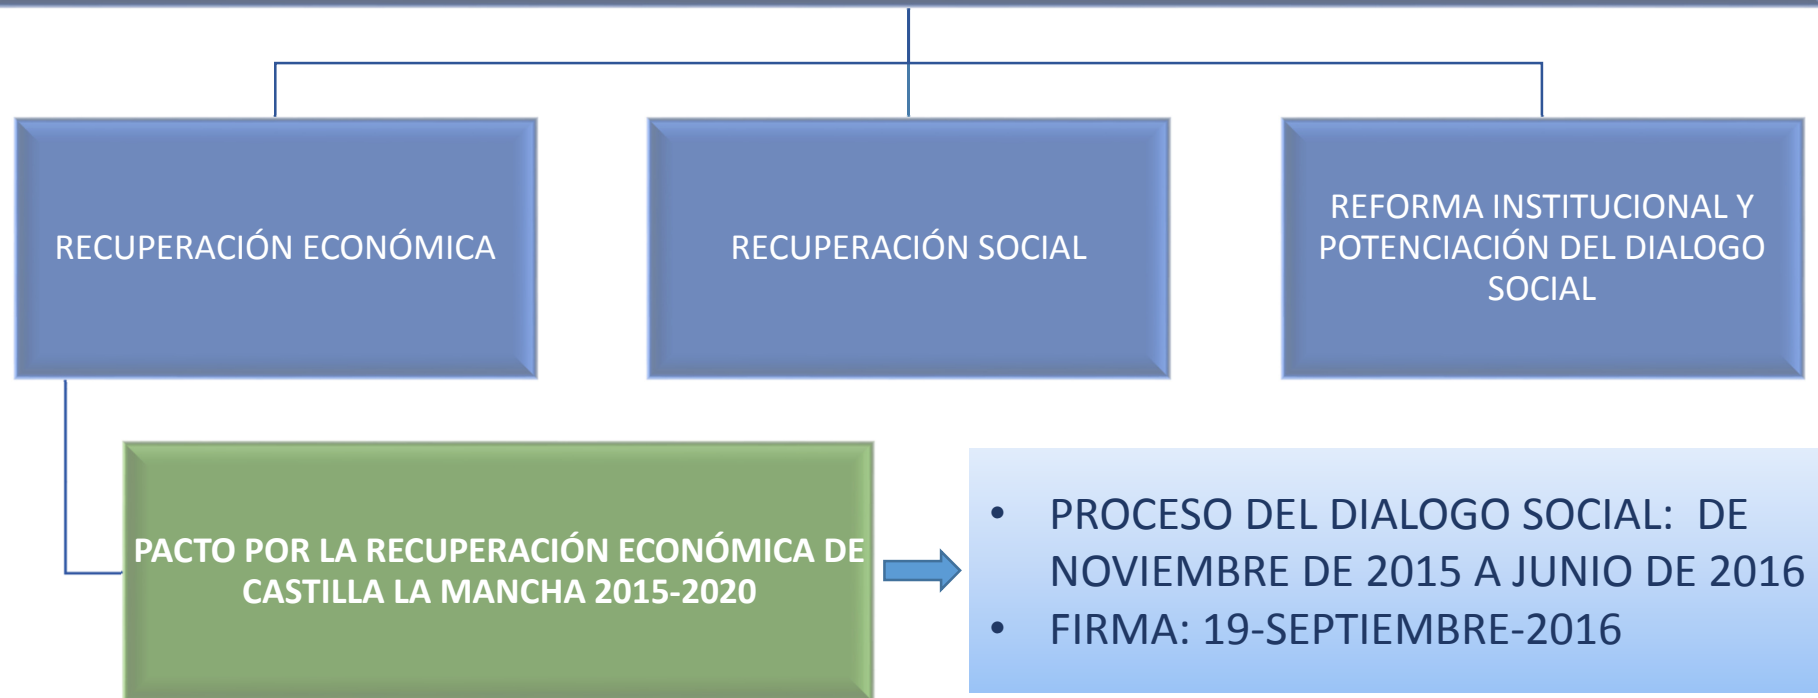 RECUPERACIÓN ECONÓMICA
RECUPERACIÓN SOCIAL
REFORMA INSTITUCIONAL Y
POTENCIACIÓN DEL DIALOGO
SOCIAL
PACTO POR LA RECUPERACIÓN ECONÓMICA DE
CASTILLA LA MANCHA 2015-2020
• PROCESO DEL DIALOGO SOCIAL: DE
NOVIEMBRE DE 2015 A JUNIO DE 2016
• FIRMA: 19-SEPTIEMBRE-2016